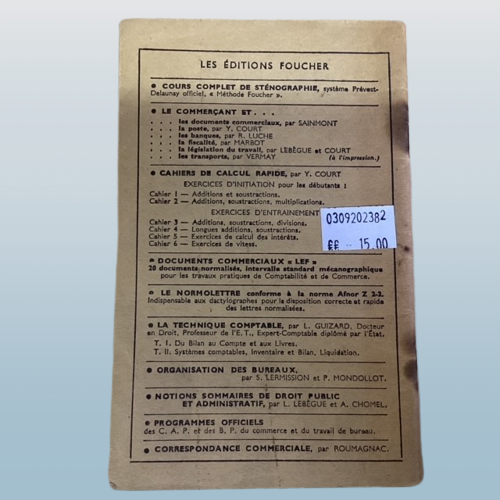 LES ÉDITIONS FOUCHER
● COURS COMPLET DE STÉNOGRAPHIE, système Prévest-
Delaunay officiel, « Méthode Foucher ».
● LE COMMERÇANT ET . . .
. . . les documents commerciaux, par SAINMONT
. . . la poste, par Y. COURT
. . . les banques, par R. LUCHE
. . . la fiscalité, par MARBOT
. . . la législation du travail, par LEBÈGUE et COURT
. . . les transports, par VERMAY (à l'impression.)
● CAHIERS DE CALCUL RAPIDE, par Y. COURT
EXERCICES D'INITIATION pour les débutants :
Cahier 1 — Additions et soustractions.
Cahier 2 — Additions, soustractions, multiplications.
EXERCICES D'ENTRAINEMENT
Cahier 3 — Additions, soustractions, divisions.
Cahier 4 — Longues additions, soustractions.
Cahier 5 — Exercices de calcul des intérêts.
Cahier 6 — Exercices de vitesse.
0309202382
₤₤ - 15.00
● DOCUMENTS COMMERCIAUX « LEF »
20 documents normalisés, intervalle standard mécanographique
pour les travaux pratiques de Comptabilité et de Commerce.
● LE NORMOLETTRE conforme à la norme Afnor Z 2-2.
Indispensable aux dactylographes pour la disposition correcte et rapide
des lettres normalisées.
● LA TECHNIQUE COMPTABLE, par L. GUIZARD, Docteur
en Droit, Professeur de l'E. T., Expert-Comptable diplômé par l'État.
T. I. Du Bilan au Compte et aux Livres.
T. II. Systèmes comptables, Inventaire et Bilan, Liquidation.
● ORGANISATION DES BUREAUX,
par S. LERMISSION et P. MONDOLLOT.
● NOTIONS SOMMAIRES DE DROIT PUBLIC
ET ADMINISTRATIF, par L. LEBÈGUE et A. CHOMEL.
● PROGRAMMES OFFICIELS
des C. A. P. et des B. P. du commerce et du travail de bureau.
● CORRESPONDANCE COMMERCIALE, par ROUMAGNAC.